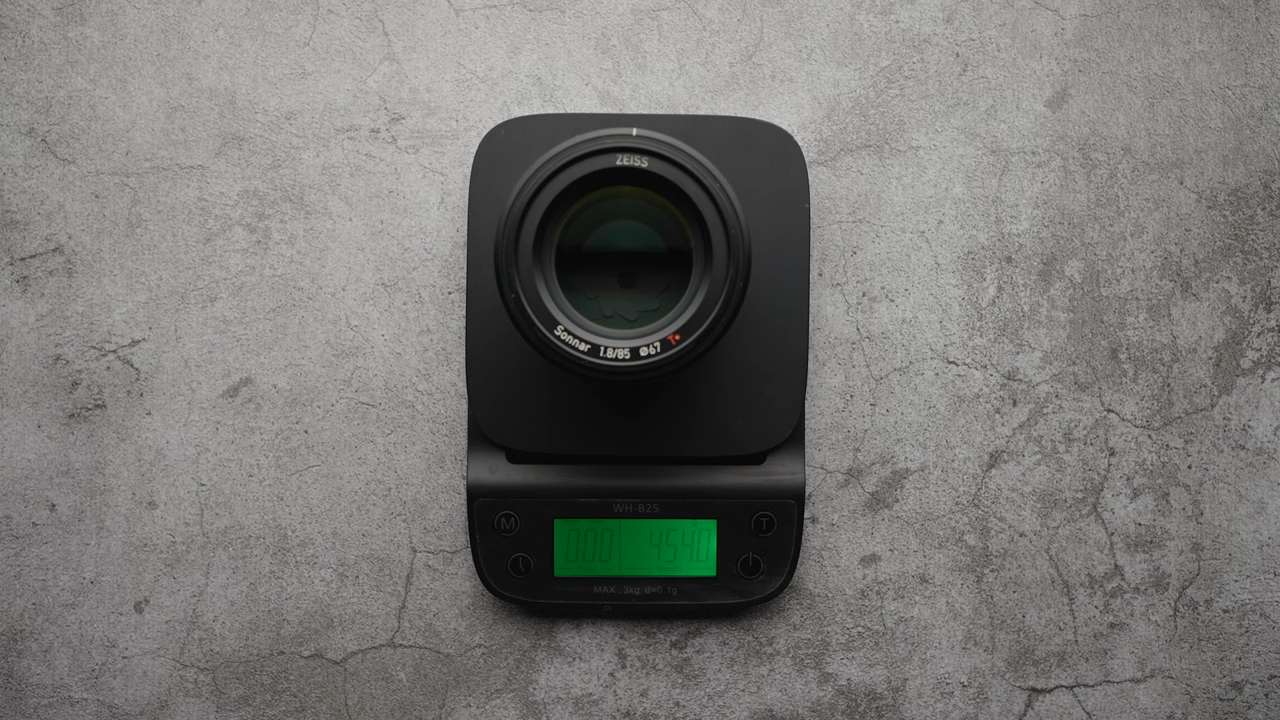 ZEISS
Sonnar 1.8/85 Ø67 T*
WH-B25
M
T
0:00 454.0
MAX. 3kg d=0.1g